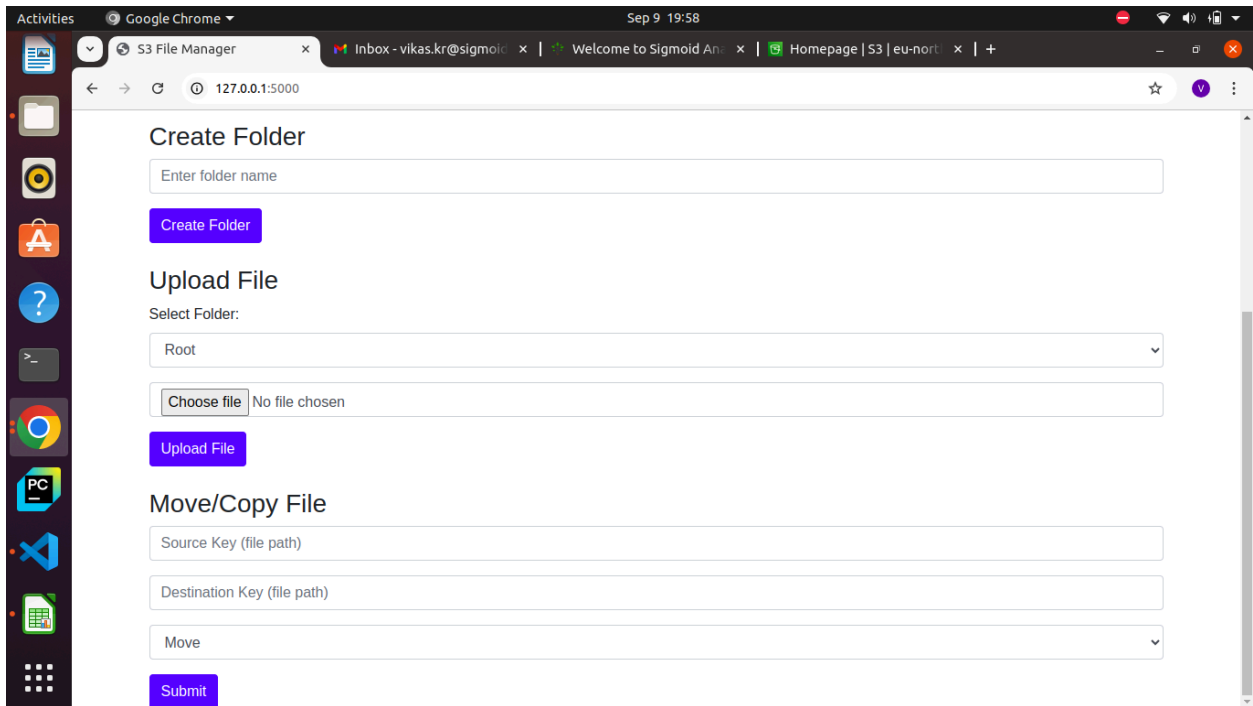 Activities Google Chrome Sep 9 19:58
S3 File Manager Inbox - vikas.kr@sigmoid Welcome to Sigmoid Ana Homepage | S3 | eu-nort
127.0.0.1:5000 V
Create Folder
Enter folder name
Create Folder
Upload File
Select Folder:
Root
Choose file No file chosen
Upload File
PC
Move/Copy File
Source Key (file path)
Destination Key (file path)
Move
Submit